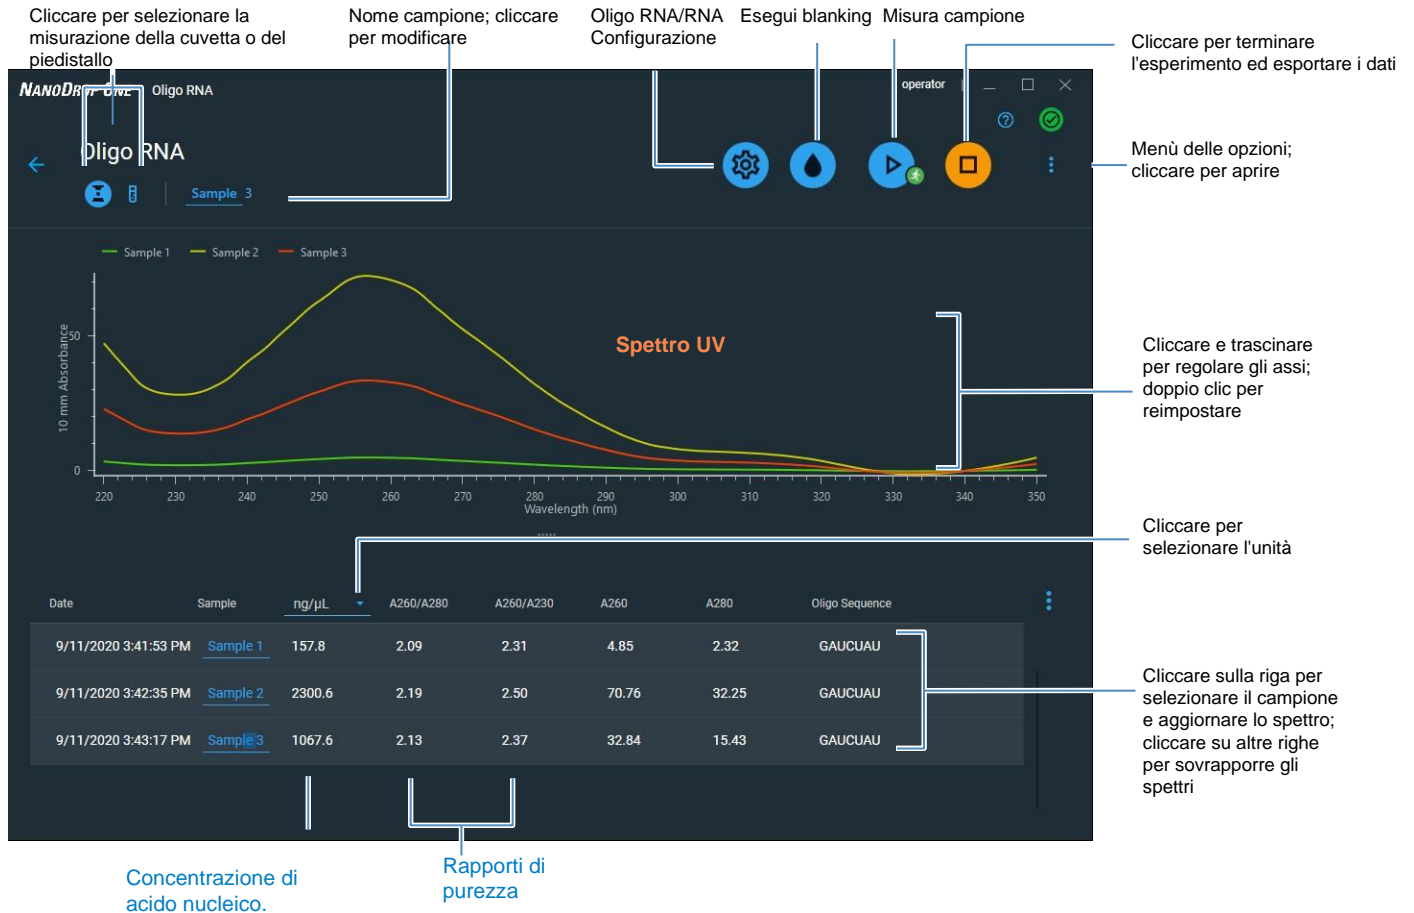 Cliccare per selezionare la
misurazione della cuvetta o del
piedistallo
Nome campione; cliccare
per modificare
Oligo RNA/RNA
Configurazione
Esegui blanking
Misura campione
Cliccare per terminare
l'esperimento ed esportare i dati
NANODROP ONE
Oligo RNA
operator
Oligo RNA
Menù delle opzioni;
cliccare per aprire
Sample 3
Sample 1
Sample 2
Sample 3
Spettro UV
10 mm Absorbance
50
0
220
230
240
250
260
270
280
290
300
310
320
330
340
350
Wavelength (nm)
Cliccare e trascinare
per regolare gli assi;
doppio clic per
reimpostare
Cliccare per
selezionare l'unità
Date Sample ng/µL A260/A280 A260/A230 A260 A280 Oligo Sequence
9/11/2020 3:41:53 PM Sample 1 157.8 2.09 2.31 4.85 2.32 GAUCUAU
9/11/2020 3:42:35 PM Sample 2 2300.6 2.19 2.50 70.76 32.25 GAUCUAU
9/11/2020 3:43:17 PM Sample 3 1067.6 2.13 2.37 32.84 15.43 GAUCUAU
Cliccare sulla riga per
selezionare il campione
e aggiornare lo spettro;
cliccare su altre righe
per sovrapporre gli
spettri
Concentrazione di
acido nucleico.
Rapporti di
purezza